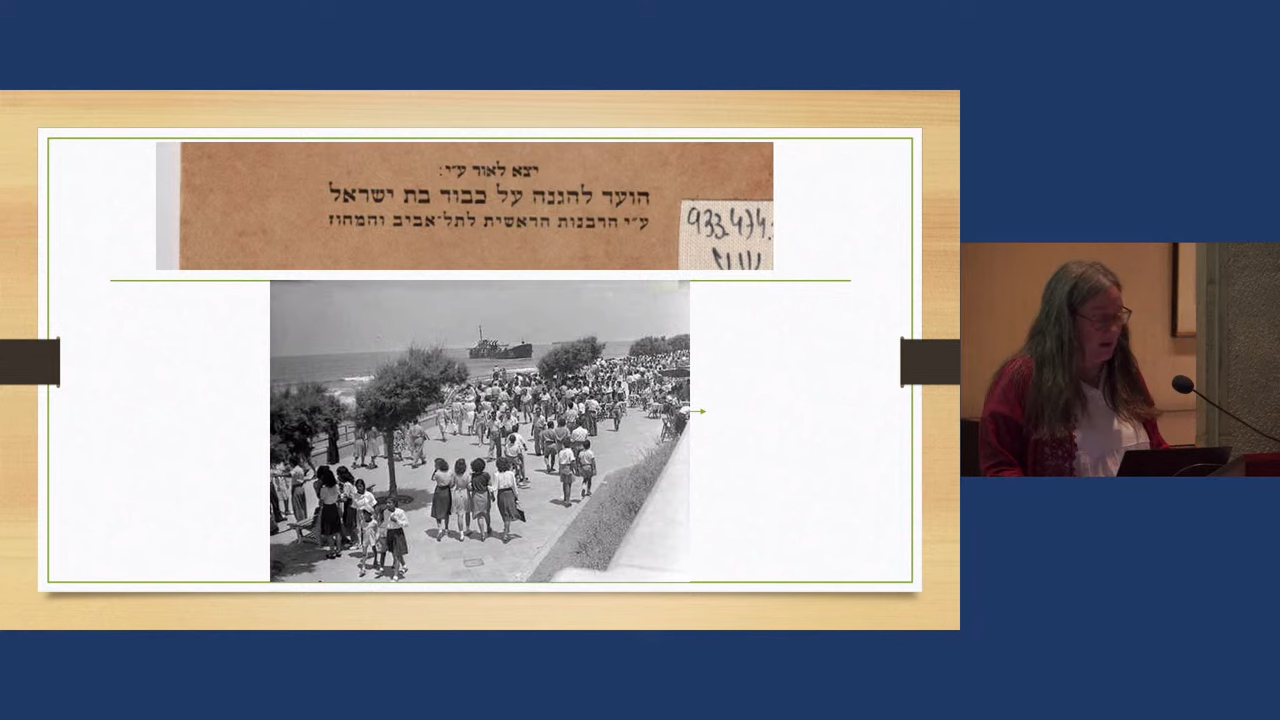 יצא לאור ע״י:
הועד להגנה על כבוד בת ישראל
ע״י הרבנות הראשית לתל־אביב והמחוז
933.474.